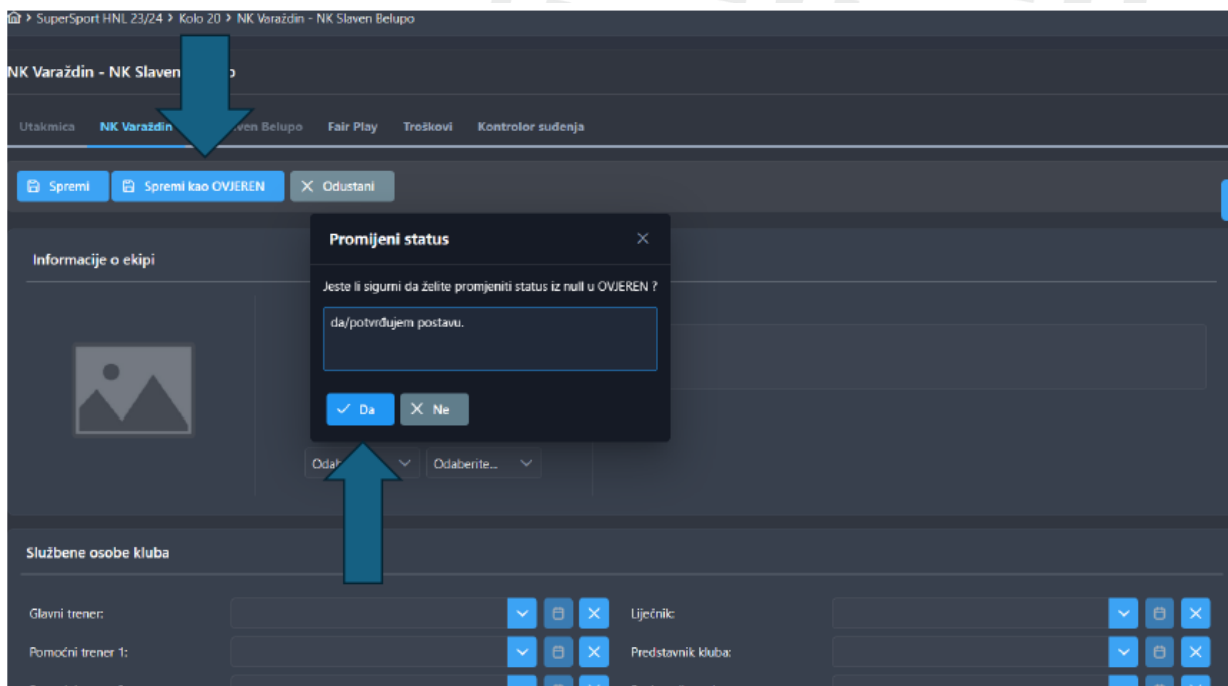 SuperSport HNL 23/24 > Kolo 20 > NK Varaždin - NK Slaven Belupo
NK Varaždin - NK Slaven
Utakmica NK Varaždin Belupo Fair Play Troškovi Kontrolor suđenja
Spremi Spremi kao OVJEREN Odustani
Promijeni status
Informacije o ekipi
Jeste li sigurni da želite promjeniti status iz null u OVJEREN ?
da/potvrđujem postavu.
Da Ne
Odaberite...
Službene osobe kluba
Glavni trener: Liječnik:
Pomoćni trener 1: Predstavnik kluba: